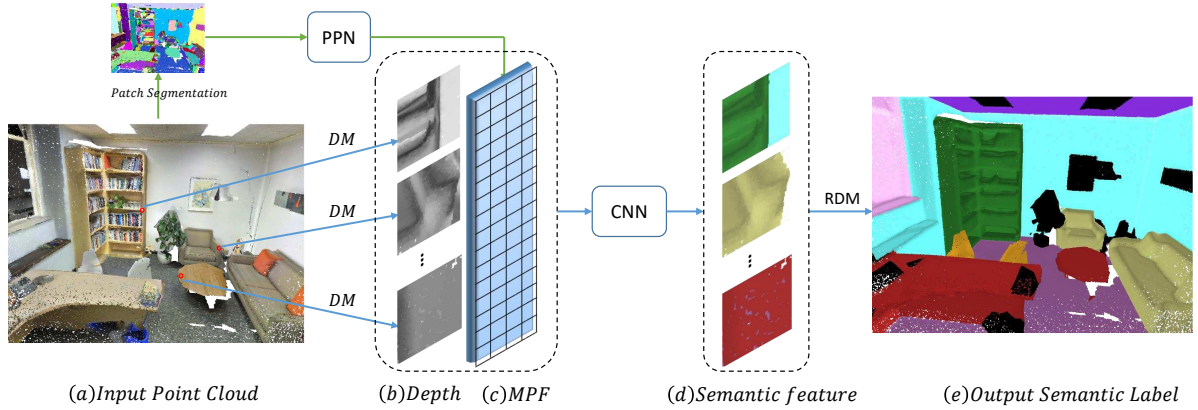 PPN
Patch Segmentation
DM
DM
DM
⋮
⋮
CNN
RDM
(a)Input Point Cloud
(b)Depth
(c)MPF
(d)Semantic feature
(e)Output Semantic Label